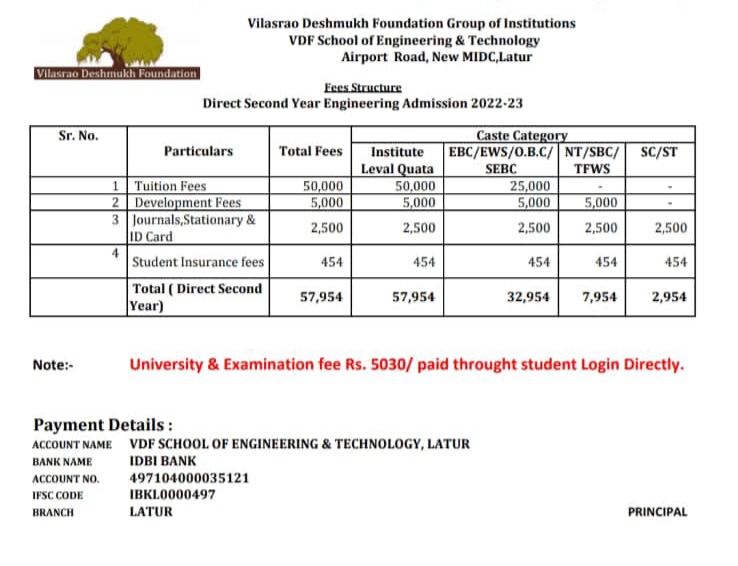 Vilasrao Deshmukh Foundation Group of Institutions
VDF School of Engineering & Technology
Airport Road, New MIDC,Latur
Vilasrao Deshmukh Foundation
Fees Structure
Direct Second Year Engineering Admission 2022-23
Sr. No. Particulars Total Fees Caste Category
Institute Leval Quata EBC/EWS/O.B.C/ SEBC NT/SBC/ TFWS SC/ST
1 Tuition Fees 50,000 50,000 25,000 - -
2 Development Fees 5,000 5,000 5,000 5,000 -
3 Journals,Stationary & ID Card 2,500 2,500 2,500 2,500 2,500
4 Student Insurance fees 454 454 454 454 454
Total ( Direct Second Year) 57,954 57,954 32,954 7,954 2,954
Note:- University & Examination fee Rs. 5030/ paid throught student Login Directly.
Payment Details :
ACCOUNT NAME VDF SCHOOL OF ENGINEERING & TECHNOLOGY, LATUR
BANK NAME IDBI BANK
ACCOUNT NO. 497104000035121
IFSC CODE IBKL0000497
BRANCH LATUR PRINCIPAL